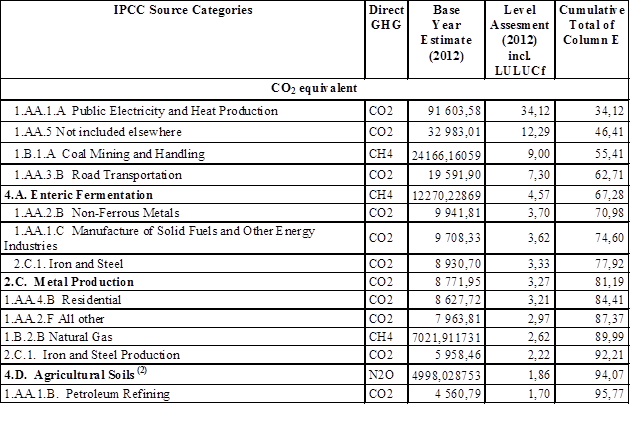 IPCC Source Categories Direct GHG Base Year Estimate (2012) Level Assesment (2012) incl. LULUCf Cumulative Total of Column E
CO2 equivalent
1.AA.1.A Public Electricity and Heat Production CO2 91 603,58 34,12 34,12
1.AA.5 Not included elsewhere CO2 32 983,01 12,29 46,41
1.B.1.A Coal Mining and Handling CH4 24166,16059 9,00 55,41
1.AA.3.B Road Transportation CO2 19 591,90 7,30 62,71
4.A. Enteric Fermentation CH4 12270,22869 4,57 67,28
1.AA.2.B Non-Ferrous Metals CO2 9 941,81 3,70 70,98
1.AA.1.C Manufacture of Solid Fuels and Other Energy
Industries CO2 9 708,33 3,62 74,60
2.C.1. Iron and Steel CO2 8 930,70 3,33 77,92
2.C. Metal Production CO2 8 771,95 3,27 81,19
1.AA.4.B Residential CO2 8 627,72 3,21 84,41
1.AA.2.F All other CO2 7 963,81 2,97 87,37
1.B.2.B Natural Gas CH4 7021,911731 2,62 89,99
2.C.1. Iron and Steel Production CO2 5 958,46 2,22 92,21
4.D. Agricultural Soils (2) N2O 4998,028753 1,86 94,07
1.AA.1.B. Petroleum Refining CO2 4 560,79 1,70 95,77